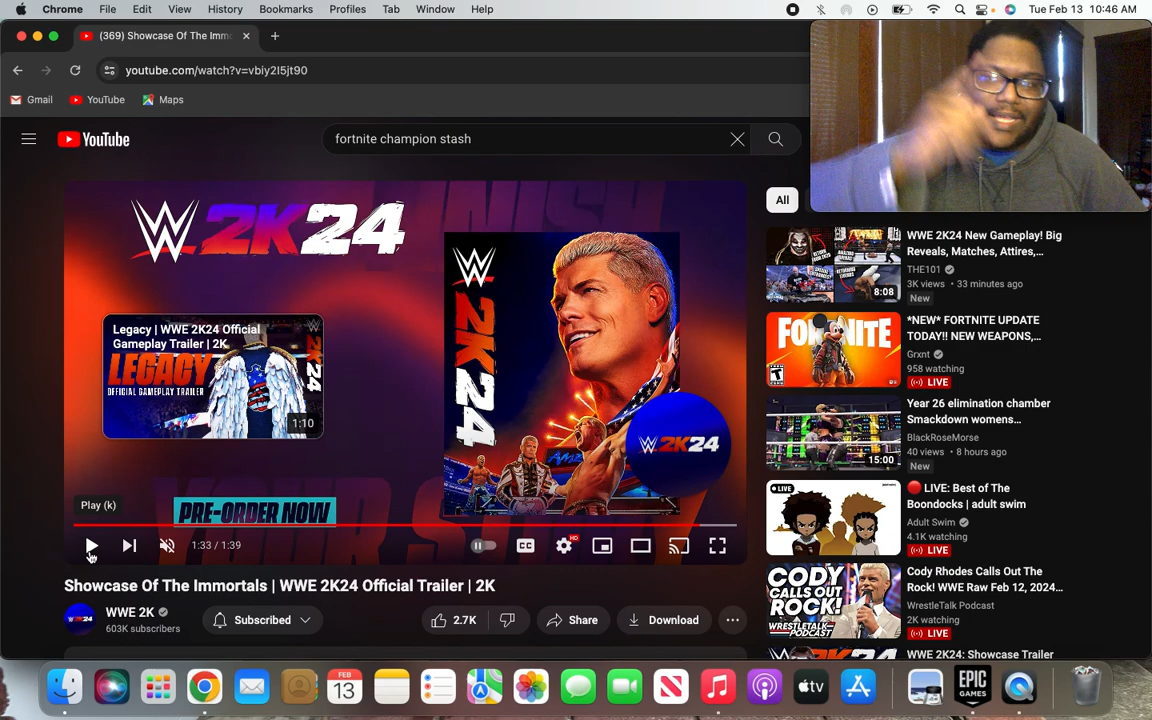 Chrome File Edit View History Bookmarks Profiles Tab Window Help Tue Feb 13 10:46 AM
(369) Showcase Of The Immo
youtube.com/watch?v=vbiy2I5jt90
Gmail YouTube Maps
YouTube
fortnite champion stash
W 2K24
Legacy | WWE 2K24 Official
Gameplay Trailer | 2K
LEGACY
OFFICIAL GAMEPLAY TRAILER
2K24
1:10
2K24
W 2K24
PRE-ORDER NOW
Play (k)
1:33 / 1:39
CC
HD
Showcase Of The Immortals | WWE 2K24 Official Trailer | 2K
WWE 2K
603K subscribers
Subscribed
2.7K
Share
Download
All
WWE 2K24 New Gameplay! Big
Reveals, Matches, Attires,...
THE101
3K views • 33 minutes ago
New
8:08
FORTNITE
*NEW* FORTNITE UPDATE
TODAY!! NEW WEAPONS,...
Grxnt
958 watching
LIVE
Year 26 elimination chamber
Smackdown womens...
BlackRoseMorse
40 views • 8 hours ago
New
15:00
LIVE
LIVE: Best of The
Boondocks | adult swim
Adult Swim
4.1K watching
LIVE
CODY
CALLS OUT
ROCK!
WRESTLETALK
PODCAST
Cody Rhodes Calls Out The
Rock! WWE Raw Feb 12, 2024...
WrestleTalk Podcast
2K watching
LIVE
WWE 2K24: Showcase Trailer
FEB
13
tv
EPIC
GAMES